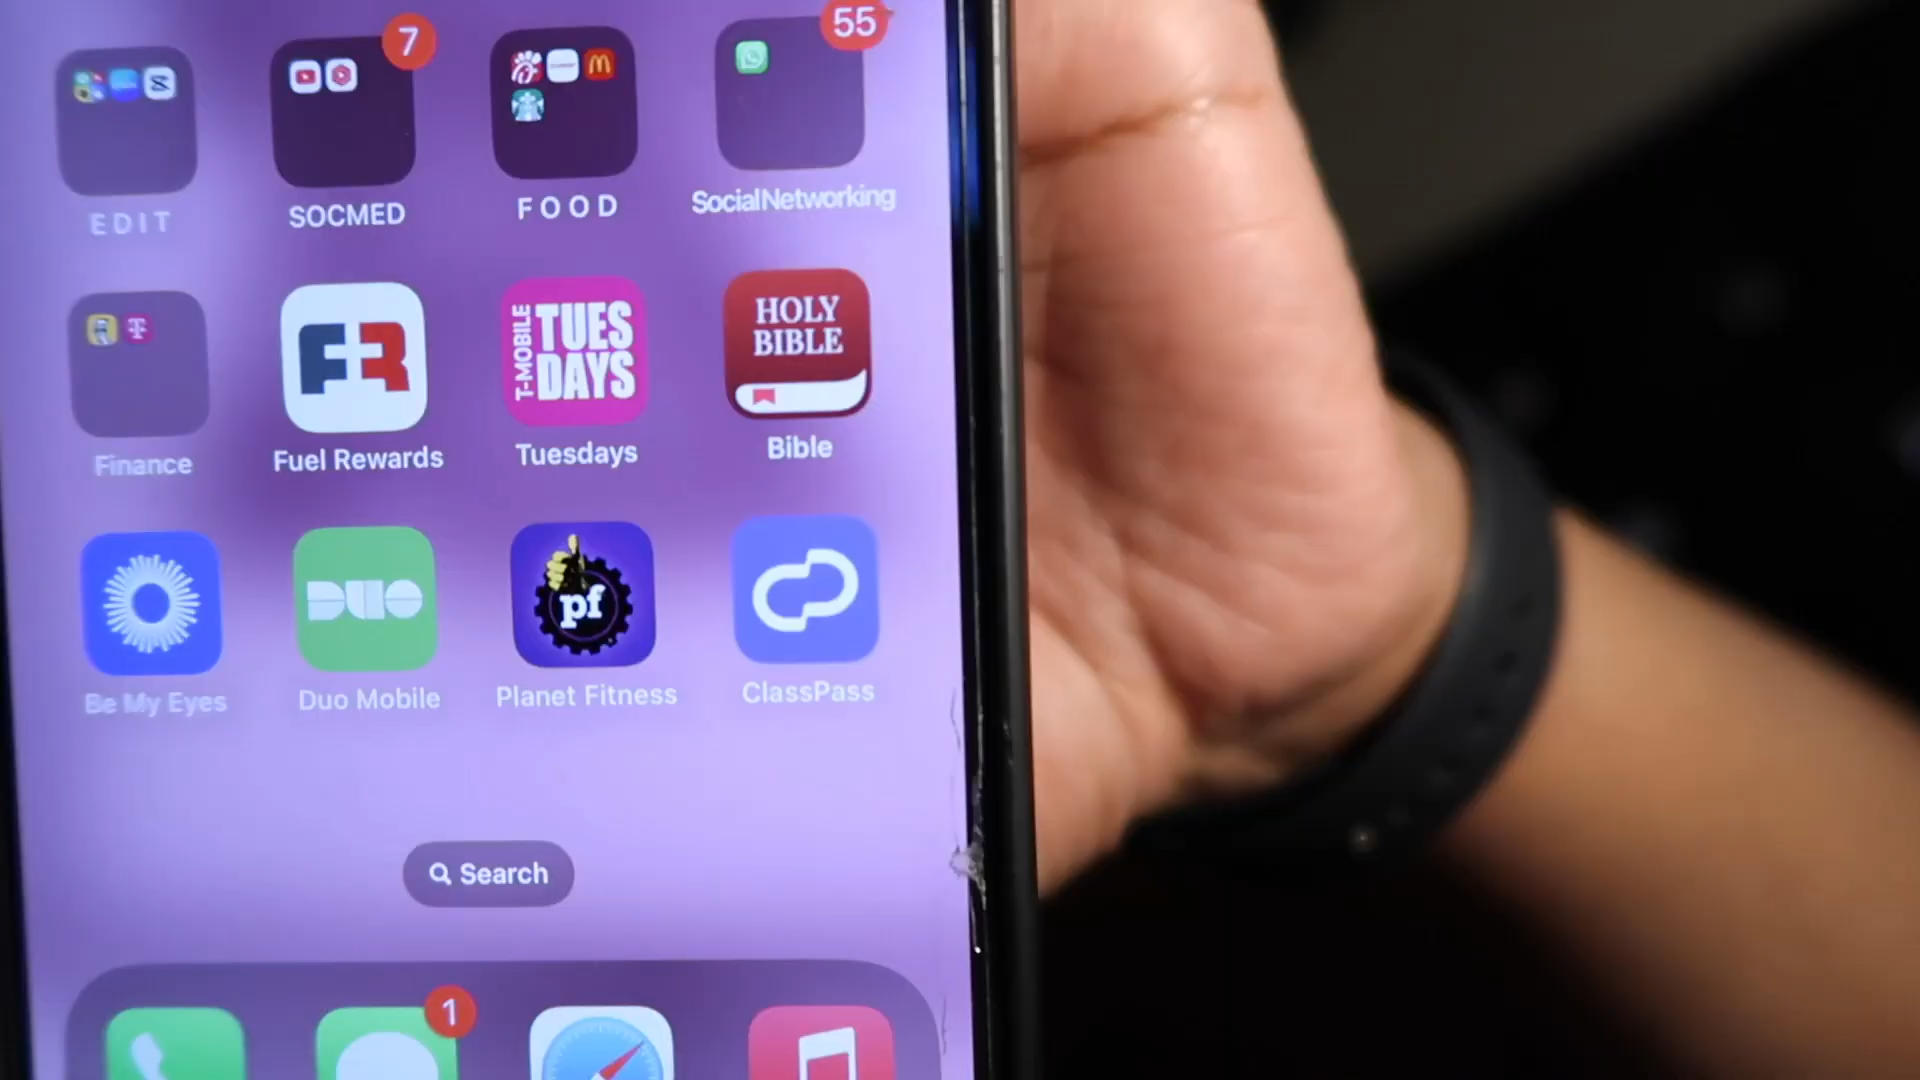 7
55
EDIT
SOCMED
FOOD
SocialNetworking
T-MOBILE
TUES
DAYS
HOLY
BIBLE
FR
Finance
Fuel Rewards
Tuesdays
Bible
DUO
pf
Be My Eyes
Duo Mobile
Planet Fitness
ClassPass
Search
1